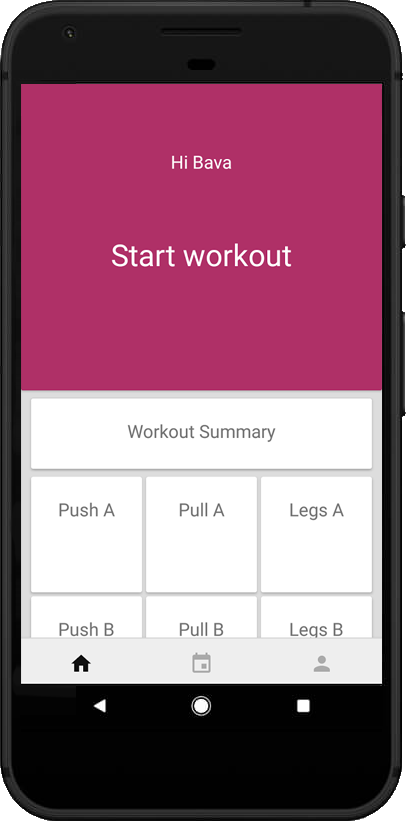 Hi Bava
Start workout
Workout Summary
Push A Pull A Legs A
Push B Pull B Legs B